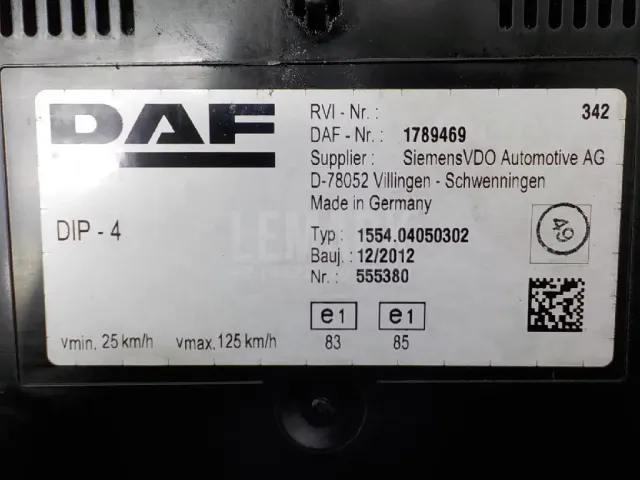 DAF
RVI - Nr. : 342
DAF - Nr. : 1789469
Supplier : SiemensVDO Automotive AG
D-78052 Villingen - Schwenningen
Made in Germany
DIP - 4
Typ : 1554.04050302
Bauj. : 12/2012
Nr. : 555380
49
e1 e1
83 85
vmin. 25 km/h vmax. 125 km/h